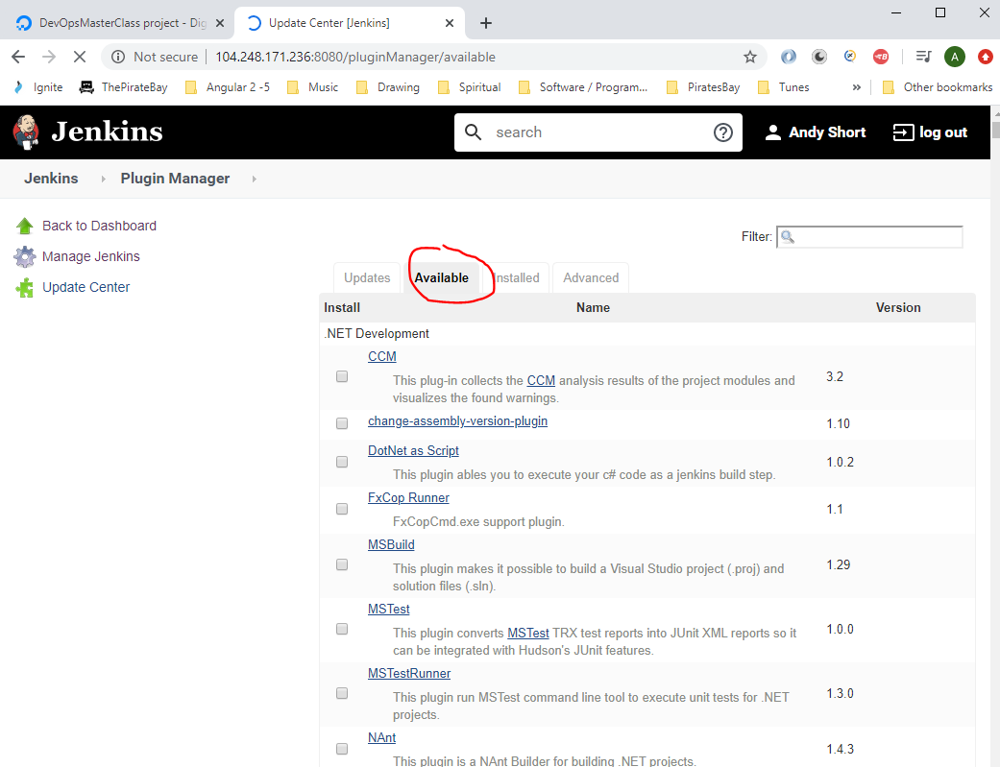 DevOpsMasterClass project - Dig
Update Center [Jenkins]
Not secure | 104.248.171.236:8080/pluginManager/available
Ignite ThePirateBay Angular 2 -5 Music Drawing Spiritual Software / Program... PiratesBay Tunes » Other bookmarks
Jenkins search Andy Short log out
Jenkins Plugin Manager
Back to Dashboard
Manage Jenkins
Update Center
Filter:
Updates Available Installed Advanced
Install Name Version
.NET Development
CCM
This plug-in collects the CCM analysis results of the project modules and
visualizes the found warnings.
3.2
change-assembly-version-plugin
1.10
DotNet as Script
This plugin ables you to execute your c# code as a jenkins build step.
1.0.2
FxCop Runner
FxCopCmd.exe support plugin.
1.1
MSBuild
This plugin makes it possible to build a Visual Studio project (.proj) and
solution files (.sln).
1.29
MSTest
This plugin converts MSTest TRX test reports into JUnit XML reports so it
can be integrated with Hudson's JUnit features.
1.0.0
MSTestRunner
This plugin run MSTest command line tool to execute unit tests for .NET
projects.
1.3.0
NAnt
This plugin is a NAnt Builder for building .NET projects.
1.4.3